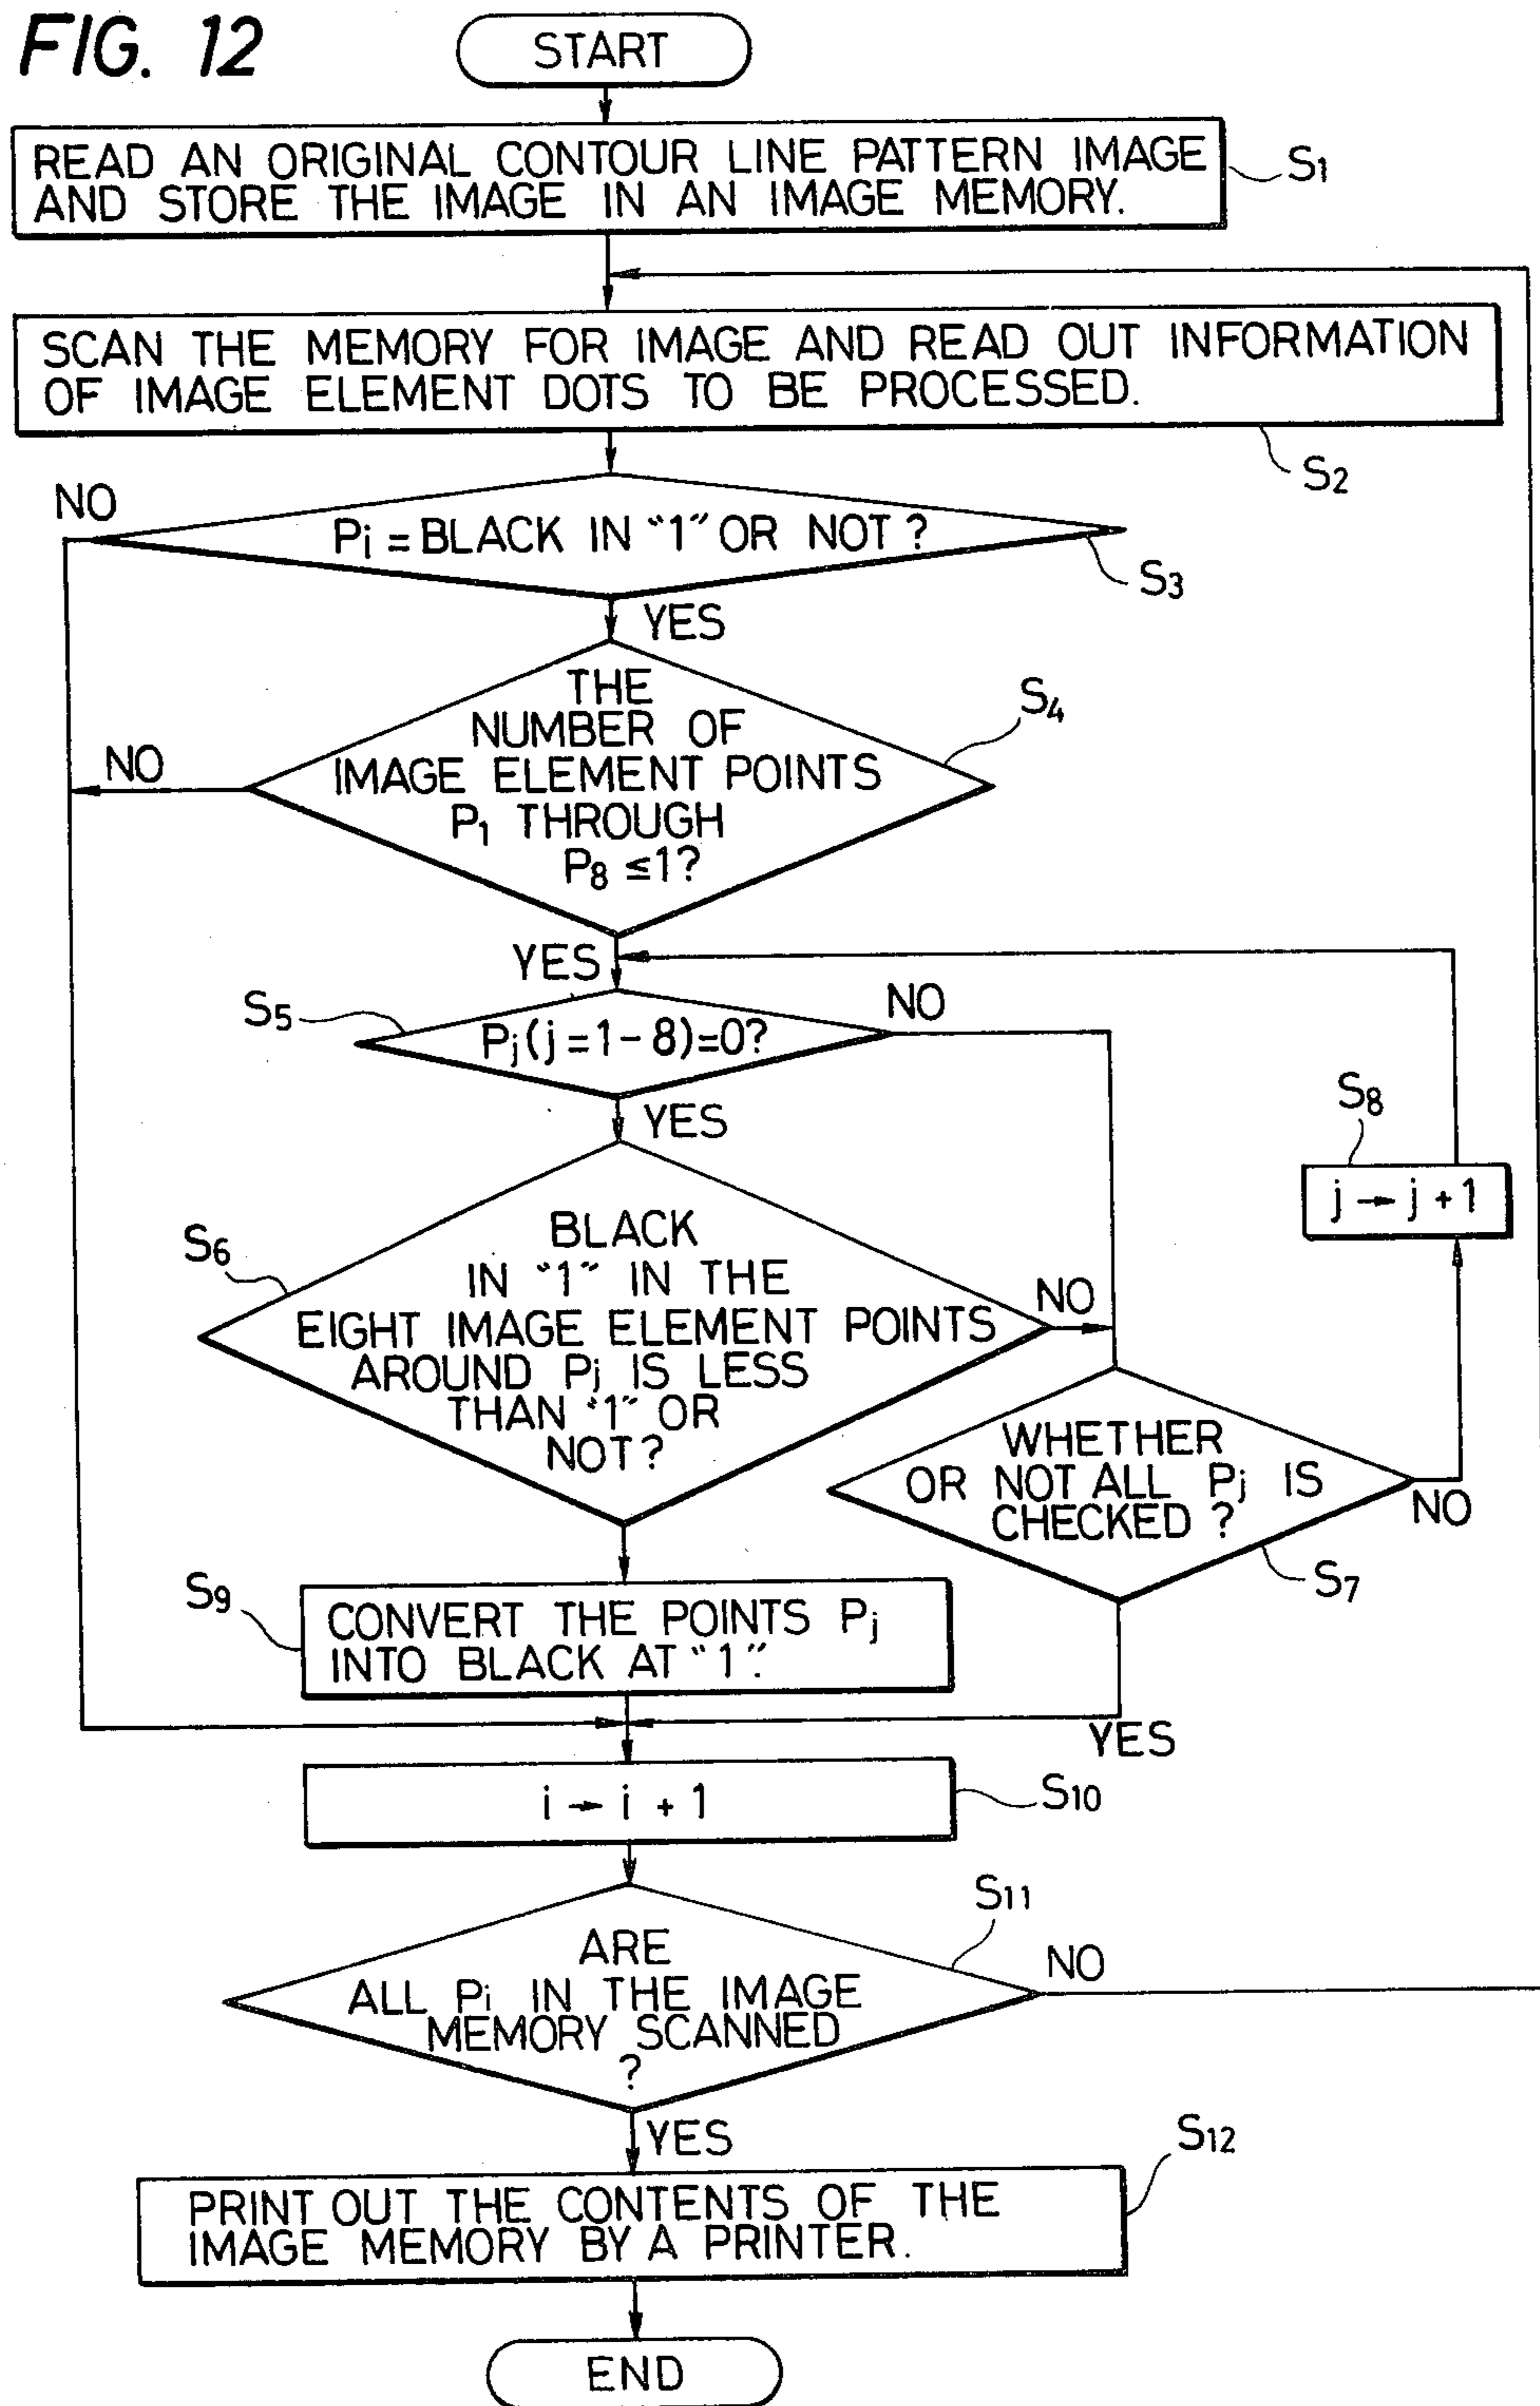 FIG. 12
START
READ AN ORIGINAL CONTOUR LINE PATTERN IMAGE
AND STORE THE IMAGE IN AN IMAGE MEMORY.
S1
SCAN THE MEMORY FOR IMAGE AND READ OUT INFORMATION
OF IMAGE ELEMENT DOTS TO BE PROCESSED.
S2
NO
Pi = BLACK IN "1" OR NOT ?
S3
YES
THE
NUMBER OF
IMAGE ELEMENT POINTS
P1 THROUGH
P8 ≤1?
S4
NO
YES
S5
Pj (j = 1 - 8)=0?
NO
YES
S8
j → j + 1
S6
BLACK
IN "1" IN THE
EIGHT IMAGE ELEMENT POINTS
AROUND Pj IS LESS
THAN "1" OR
NOT?
NO
WHETHER
OR NOT ALL Pj IS
CHECKED ?
NO
S7
S9
CONVERT THE POINTS Pj
INTO BLACK AT "1".
YES
i → i + 1
S10
S11
ARE
ALL Pi IN THE IMAGE
MEMORY SCANNED
?
NO
YES
S12
PRINT OUT THE CONTENTS OF THE
IMAGE MEMORY BY A PRINTER.
END